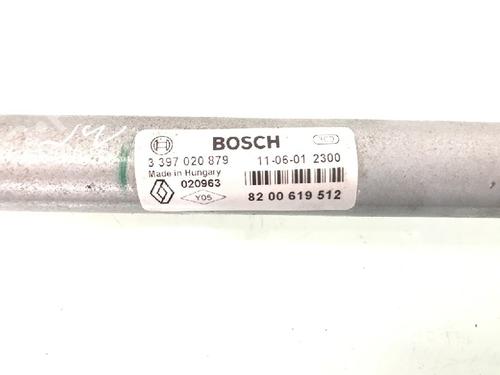 BOSCH
3 397 020 879 11-06-01 2300
Made in Hungary
020963
Y05 82 00 619 512